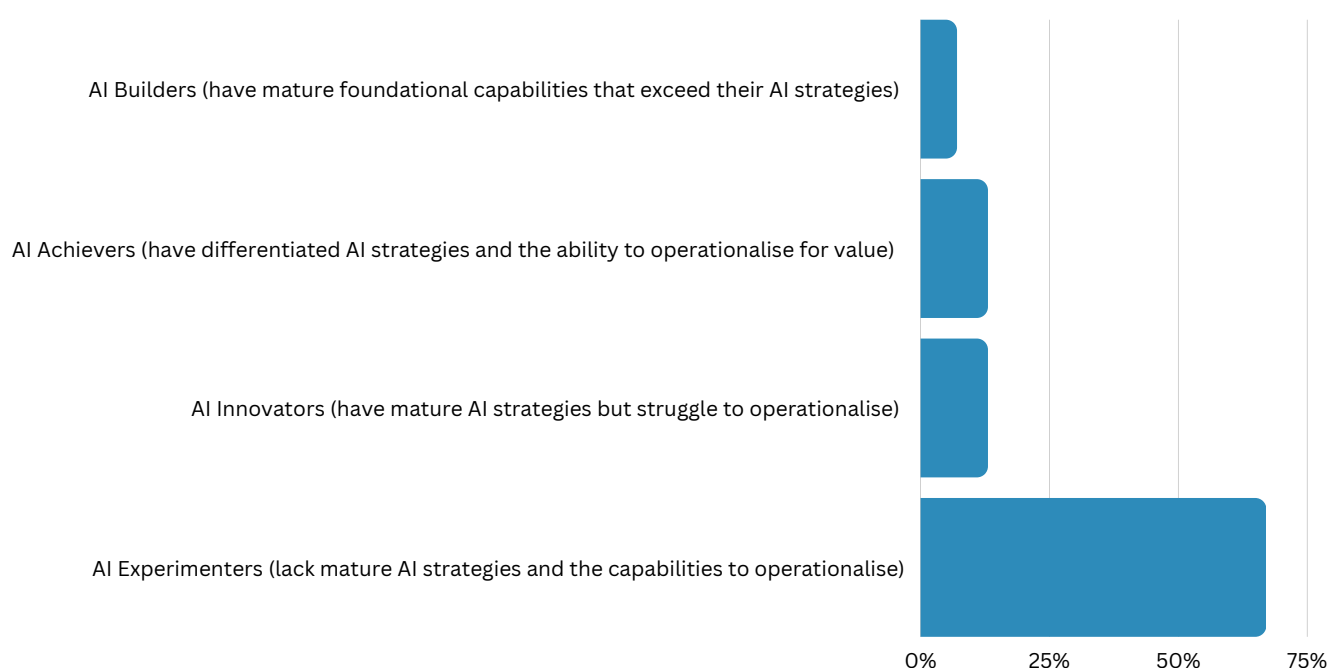 AI Builders (have mature foundational capabilities that exceed their AI strategies)
AI Achievers (have differentiated AI strategies and the ability to operationalise for value)
AI Innovators (have mature AI strategies but struggle to operationalise)
AI Experimenters (lack mature AI strategies and the capabilities to operationalise)
0% 25% 50% 75%